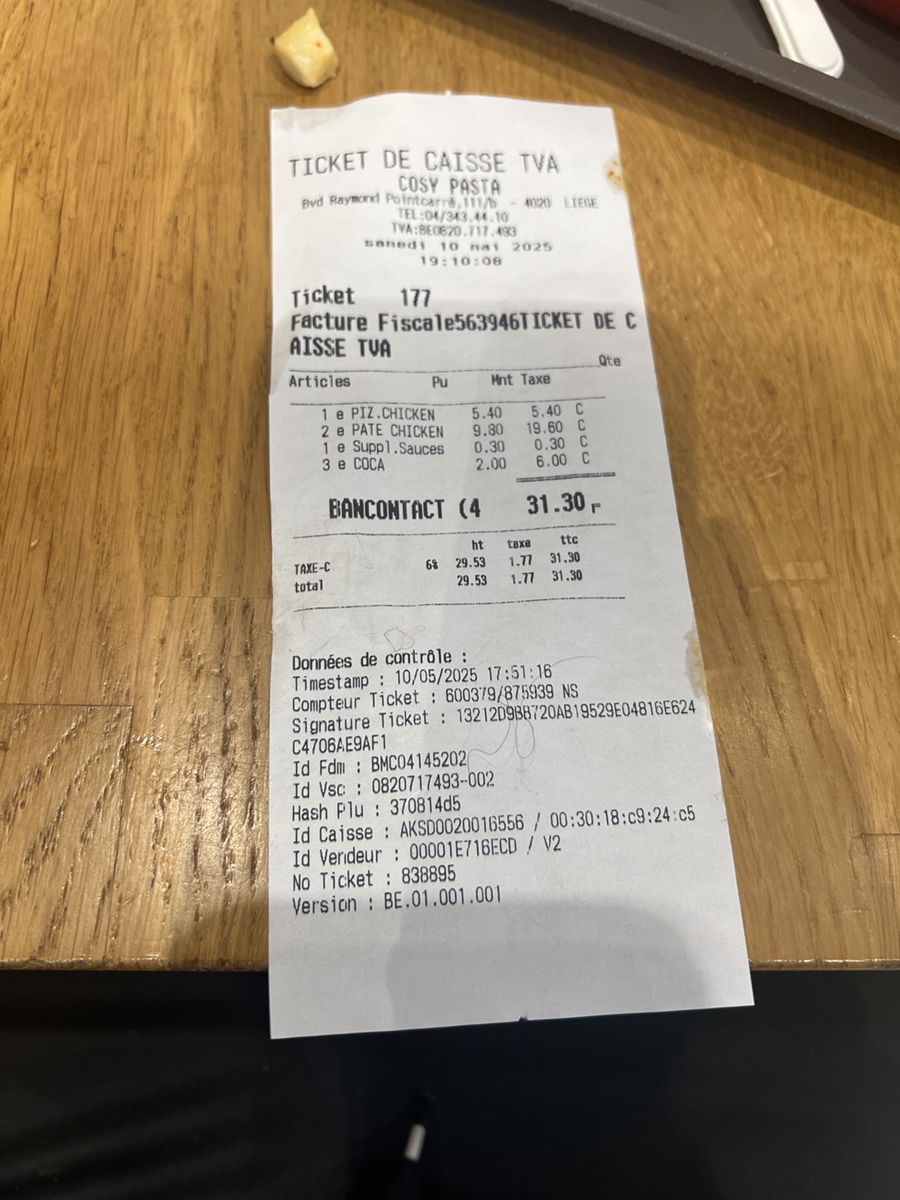 TICKET DE CAISSE TVA
COSY PASTA
Bvd Raymond Pointcarré,111/b - 4020 LIEGE
TEL:04/343.44.10
TVA:BE0820.717.493
samedi 10 mai 2025
19:10:08
Ticket 177
Facture Fiscale563946TICKET DE C
AISSE TVA
Qte
Articles Pu Mnt Taxe
1 e PIZ.CHICKEN 5.40 5.40 C
2 e PATE CHICKEN 9.80 19.60 C
1 e Suppl.Sauces 0.30 0.30 C
3 e COCA 2.00 6.00 C
BANCONTACT (4 31.30
ht taxe ttc
TAXE-C 6% 29.53 1.77 31.30
total 29.53 1.77 31.30
Données de contrôle :
Timestamp : 10/05/2025 17:51:16
Compteur Ticket : 600379/875939 NS
Signature Ticket : 13212D9B8720AB19529E04816E624
C4706AE9AF1
Id Fdm : BMC04145202
Id Vsc : 0820717493-002
Hash Plu : 370814d5
Id Caisse : AKSD0020016556 / 00:30:18:c9:24:c5
Id Vendeur : 00001E716ECD / V2
No Ticket : 838895
Version : BE.01.001.001